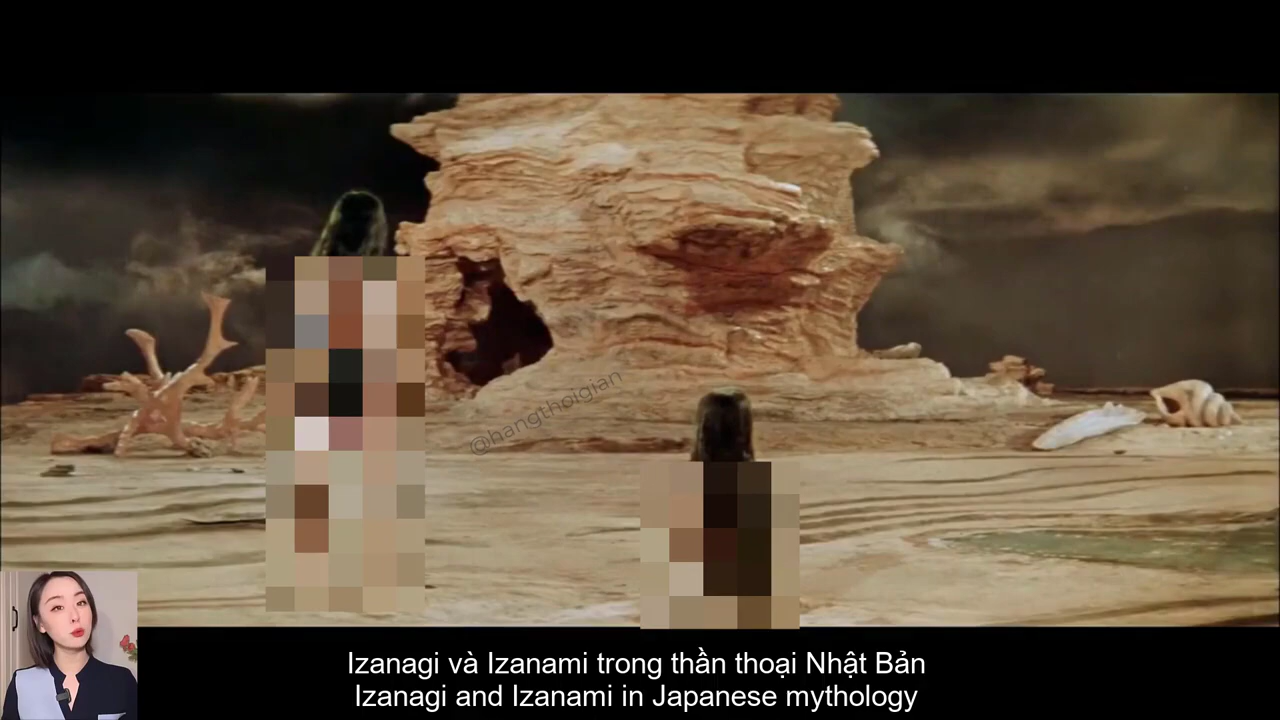 @hangthoigian
Izanagi và Izanami trong thần thoại Nhật Bản
Izanagi and Izanami in Japanese mythology